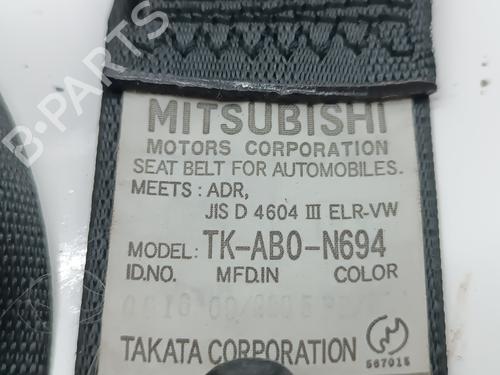 MITSUBISHI
MOTORS CORPORATION
SEAT BELT FOR AUTOMOBILES.
MEETS : ADR,
JIS D 4604 III ELR-VW
MODEL: TK-AB0-N694
ID.NO. MFD.IN COLOR
TAKATA CORPORATION
567015